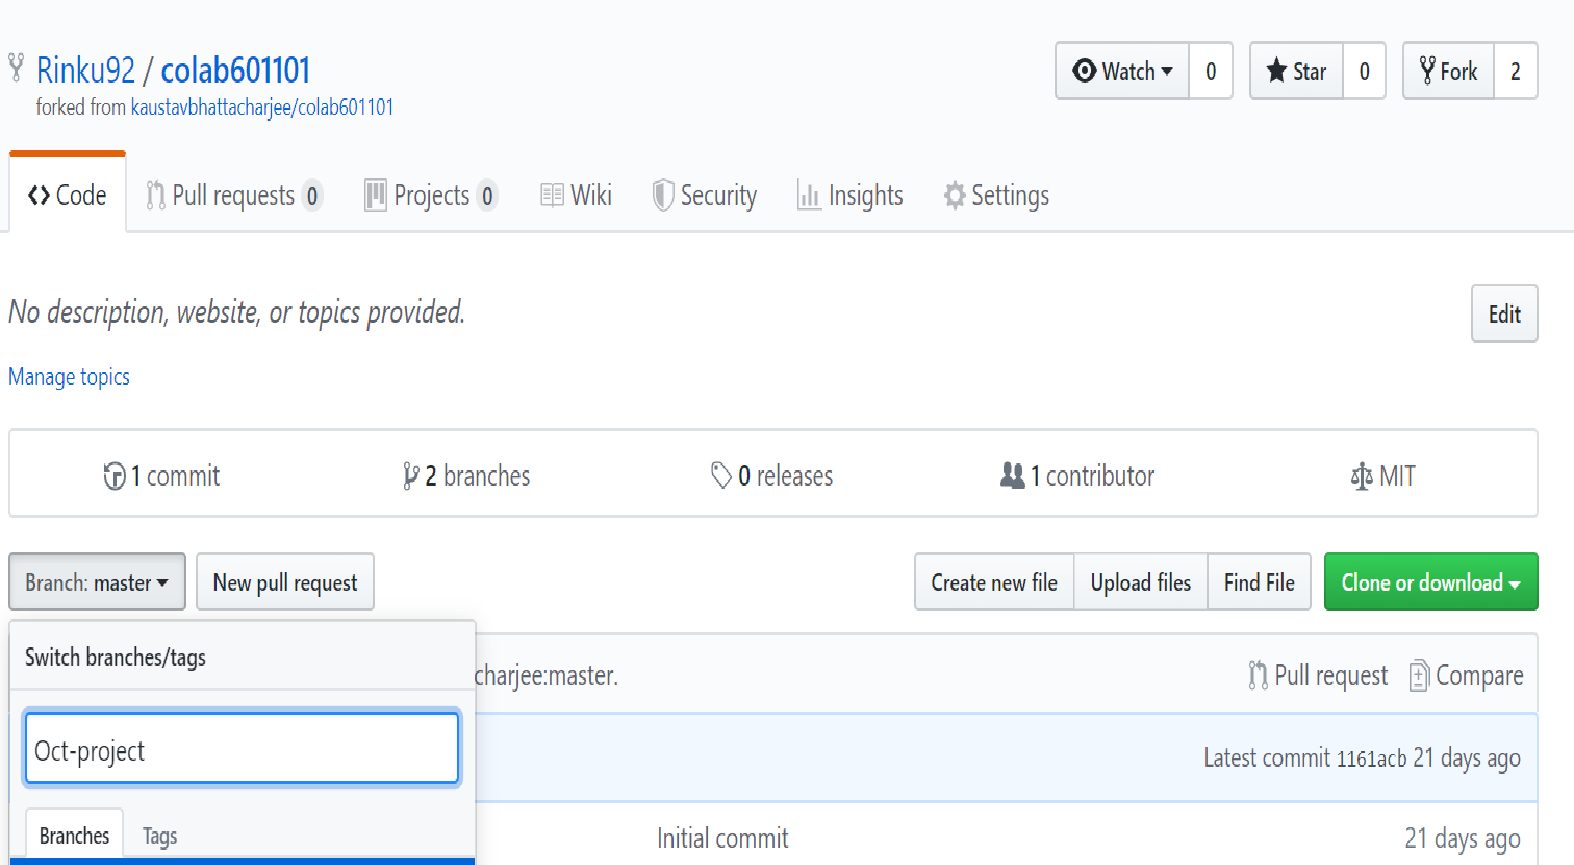 Rinku92 / colab601101
forked from kaustavbhattacharjee/colab601101
Watch 0 Star 0 Fork 2
Code Pull requests 0 Projects 0 Wiki Security Insights Settings
No description, website, or topics provided.
Edit
Manage topics
1 commit 2 branches 0 releases 1 contributor MIT
Branch: master New pull request Create new file Upload files Find File Clone or download
Switch branches/tags
charjee:master. Pull request Compare
Oct-project
Latest commit 1161acb 21 days ago
Branches Tags
Initial commit 21 days ago